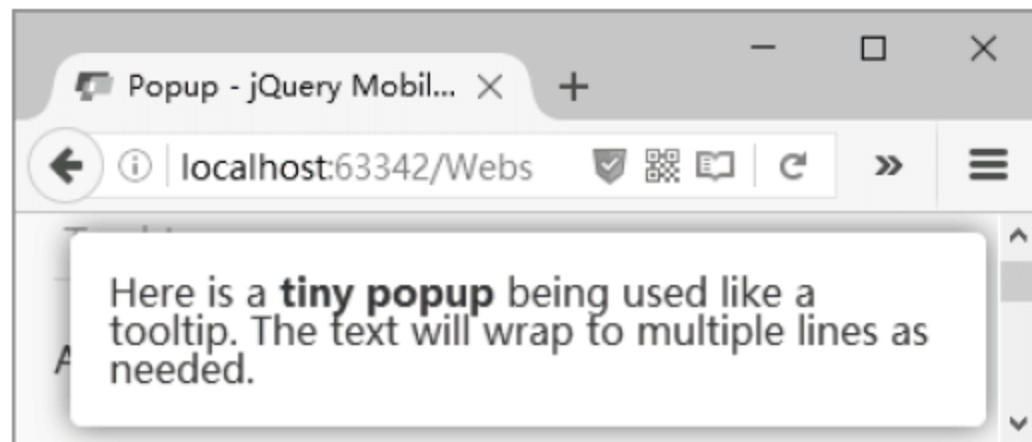 Popup - jQuery Mobil...
localhost:63342/Webs
Here is a tiny popup being used like a
tooltip. The text will wrap to multiple lines as
needed.